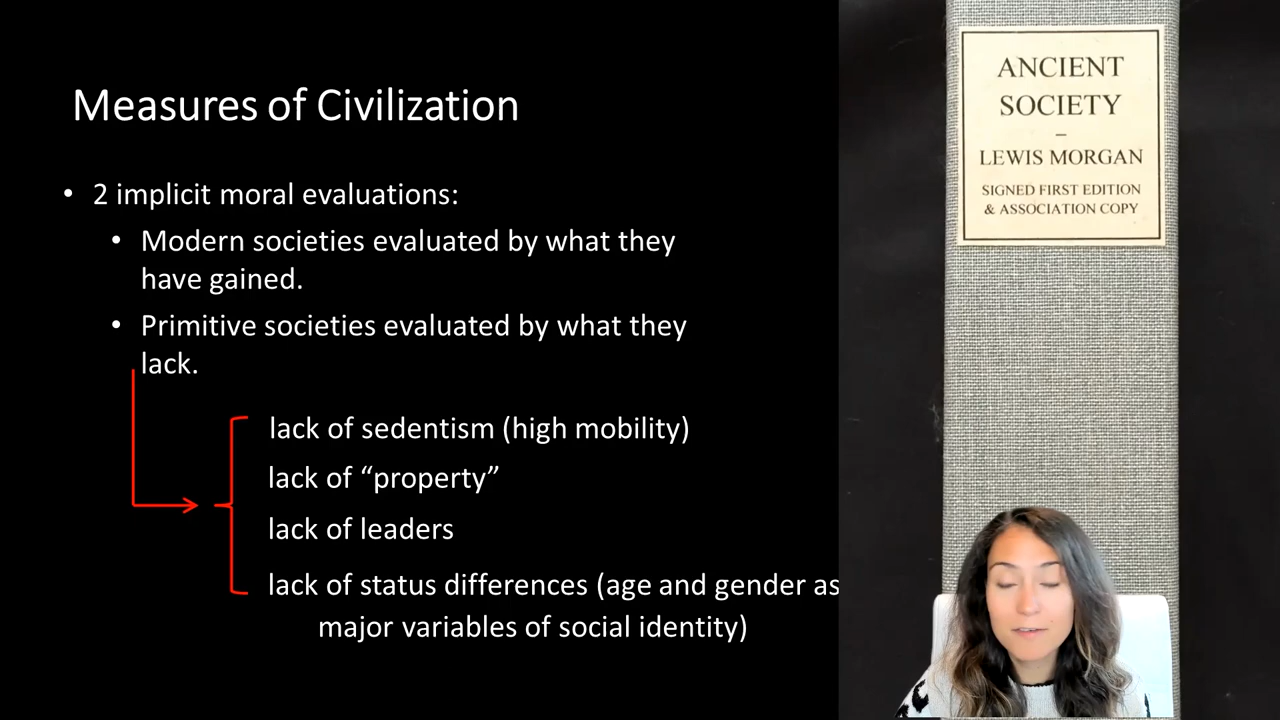 Measures of Civilization
• 2 implicit moral evaluations:
• Modern societies evaluated by what they
have gained.
• Primitive societies evaluated by what they
lack.
lack of sedentism (high mobility)
lack of “property”
lack of leaders
lack of status differences (age and gender as
major variables of social identity)
ANCIENT
SOCIETY
–
LEWIS MORGAN
SIGNED FIRST EDITION
& ASSOCIATION COPY